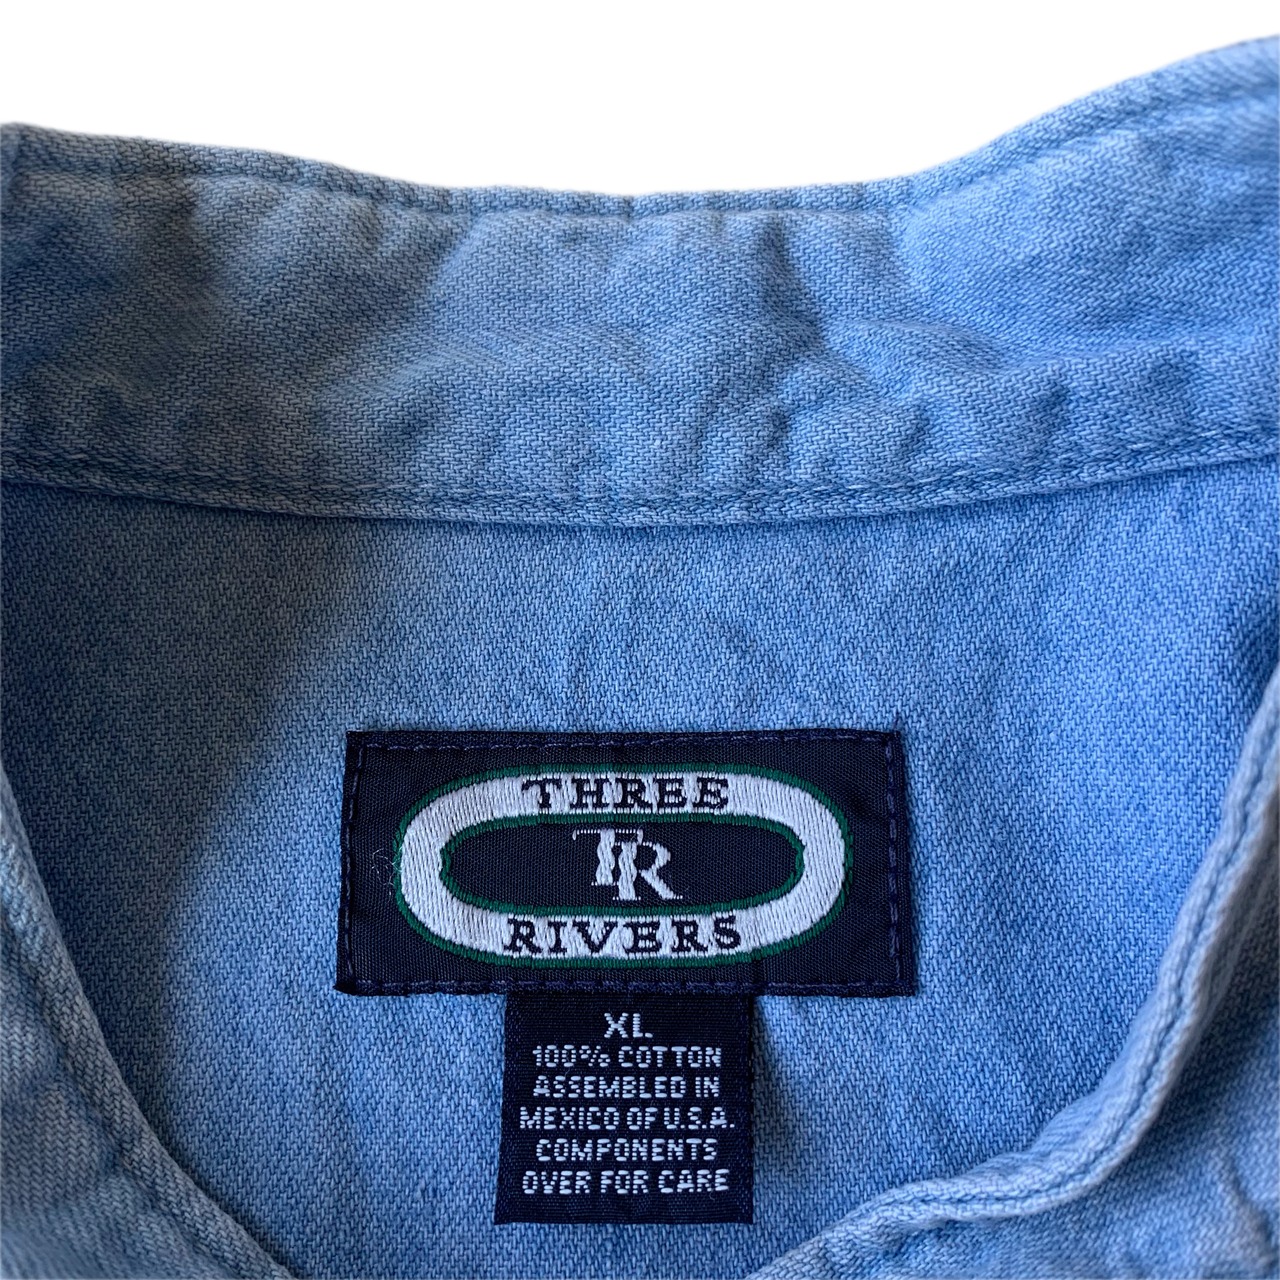 THREE
TR
RIVERS
XL
100% COTTON
ASSEMBLED IN
MEXICO OF U.S.A.
COMPONENTS
OVER FOR CARE